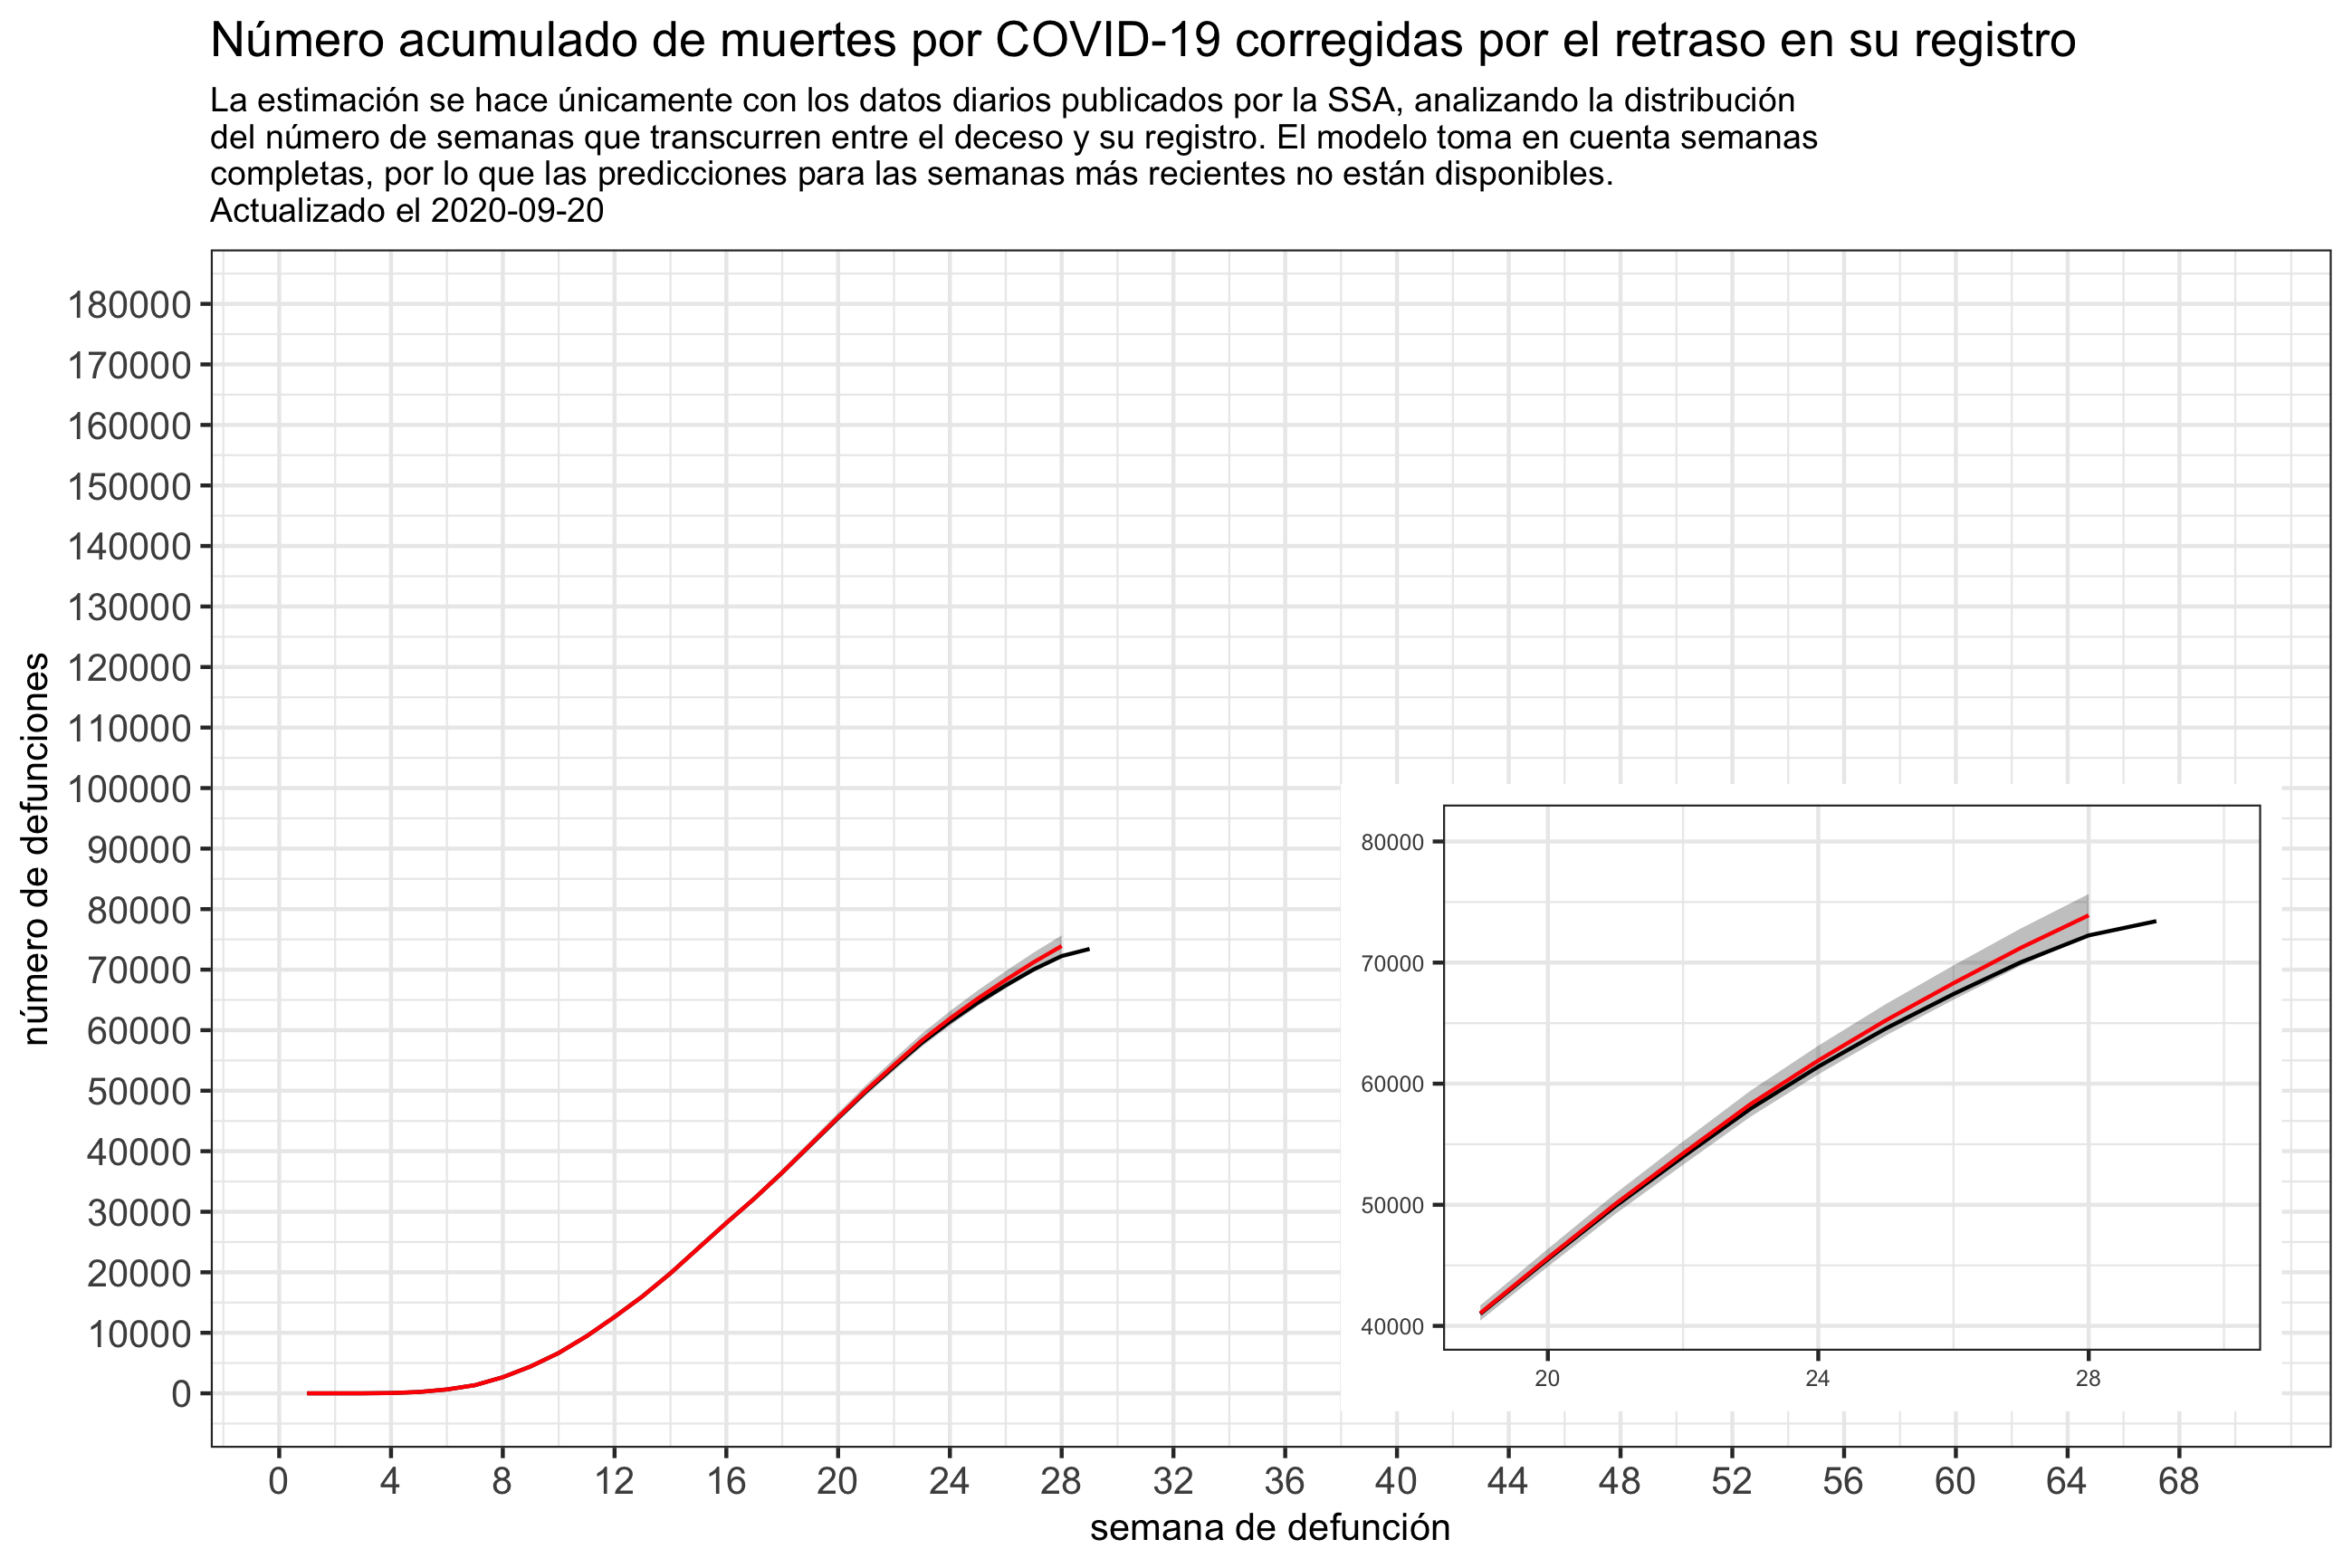 Número acumulado de muertes por COVID-19 corregidas por el retraso en su registro
La estimación se hace únicamente con los datos diarios publicados por la SSA, analizando la distribución
del número de semanas que transcurren entre el deceso y su registro. El modelo toma en cuenta semanas
completas, por lo que las predicciones para las semanas más recientes no están disponibles.
Actualizado el 2020-09-20
número de defunciones
180000
170000
160000
150000
140000
130000
120000
110000
100000
90000
80000
70000
60000
50000
40000
30000
20000
10000
0
80000
70000
60000
50000
40000
20 24 28
0 4 8 12 16 20 24 28 32 36 40 44 48 52 56 60 64 68
semana de defunción